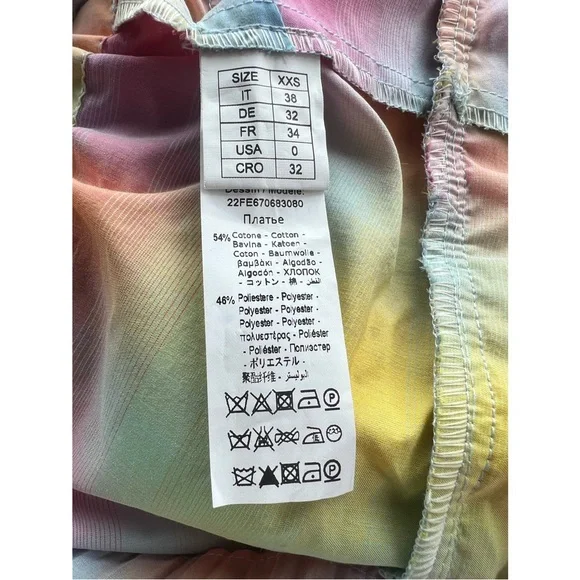 SIZE XXS
IT 38
DE 32
FR 34
USA 0
CRO 32
Dessin / Modele:
22FE670683080
Платье
54% Cotone - Cotton -
Bavlna - Katoen -
Coton - Baumwolle -
βαμβάκι - Algodão -
Algodón - ХЛОПОК
- コットン - 棉 - القطن
46% Poliestere - Polyester -
Polyester - Polyester -
Polyester - Polyester -
πολυεστέρας - Poliéster
- Poliéster - Полиэстер
- ポリエステル -
聚酯纤维 - البوليستر